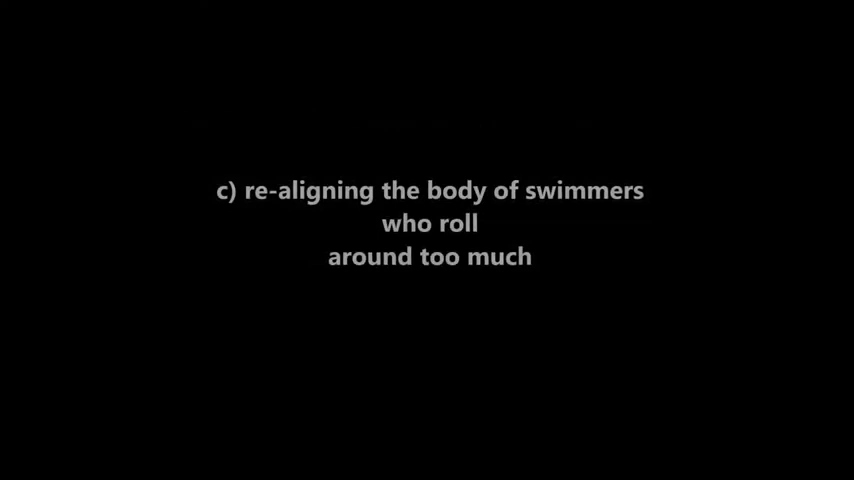 c) re-aligning the body of swimmers
who roll
around too much